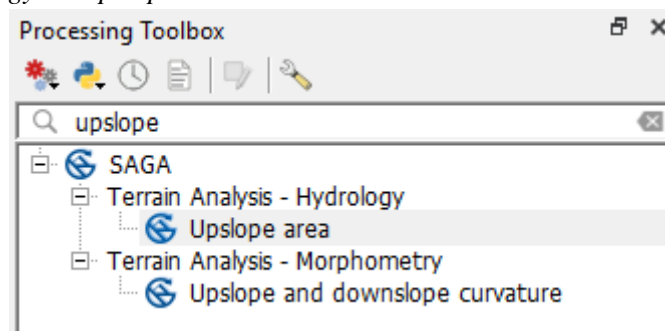 Processing Toolbox
upslope
SAGA
Terrain Analysis - Hydrology
Upslope area
Terrain Analysis - Morphometry
Upslope and downslope curvature